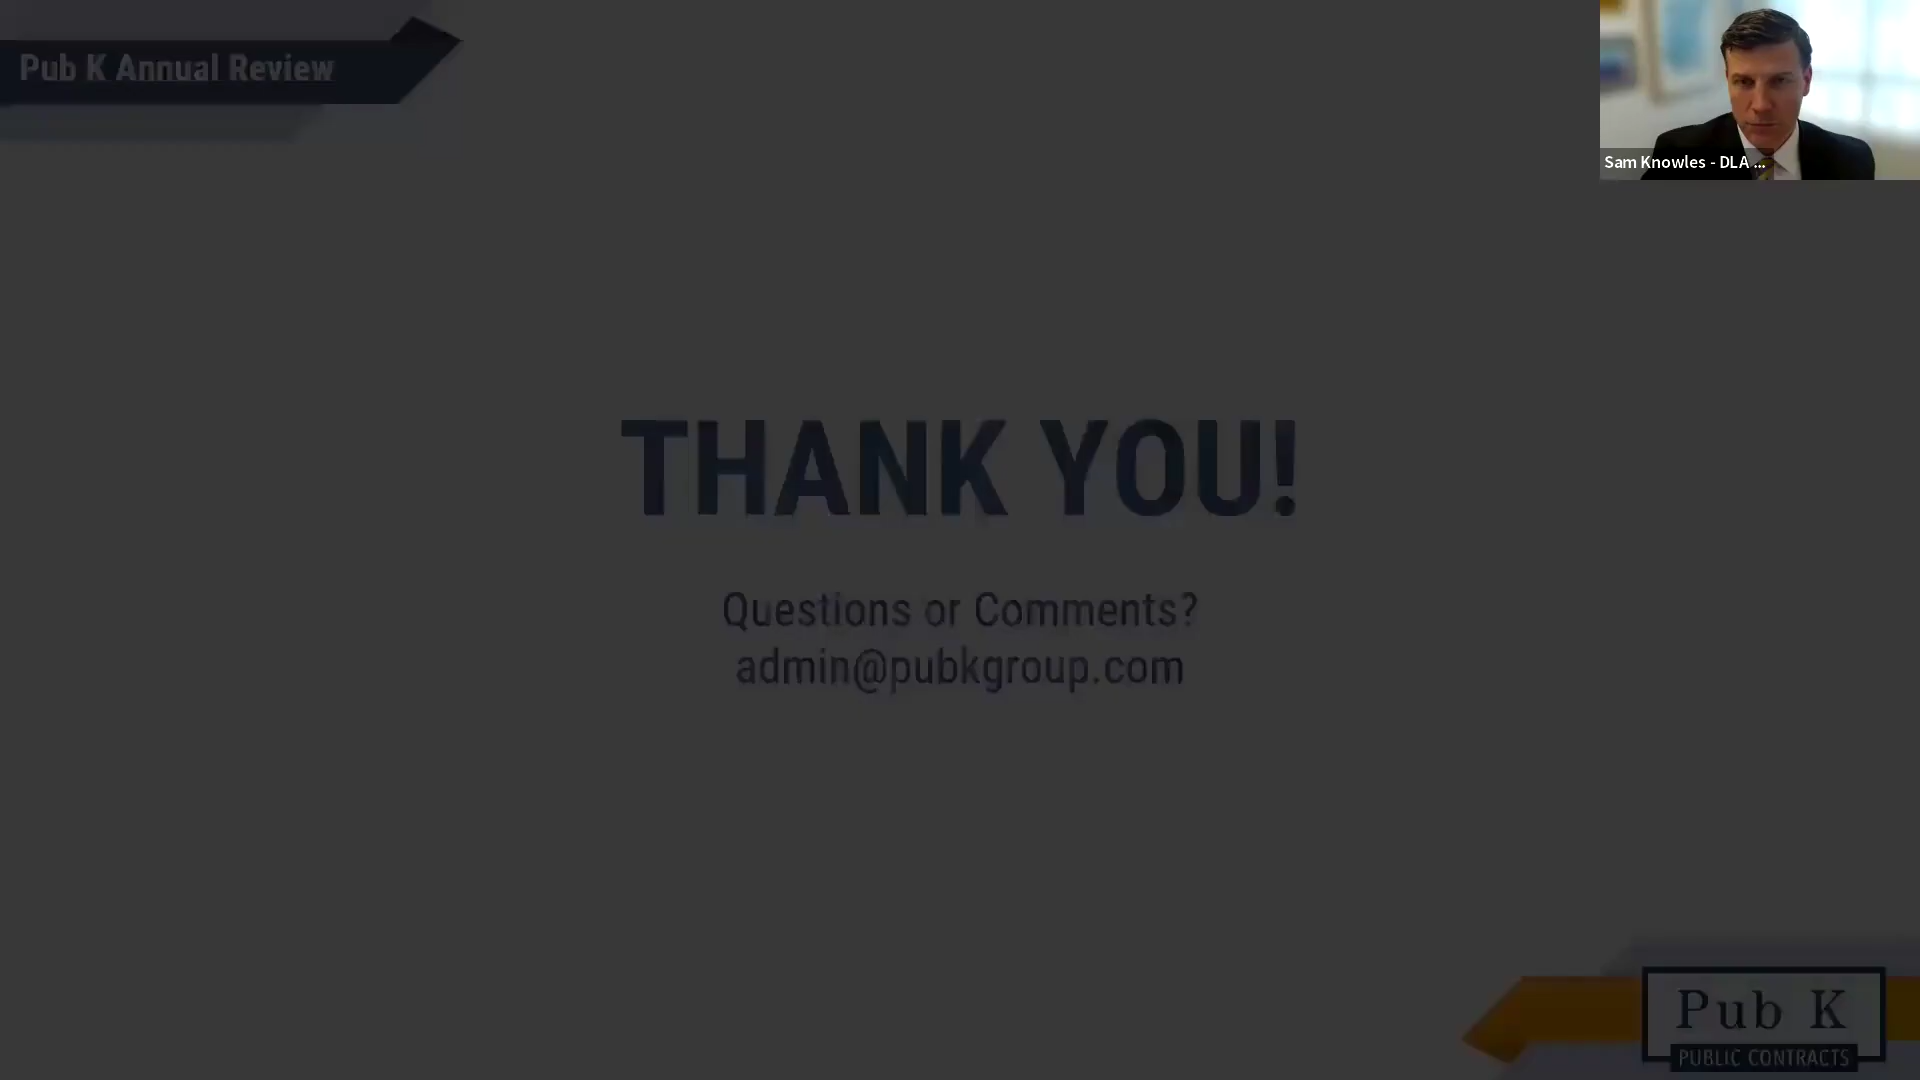 Pub K Annual Review
Sam Knowles - DLA ...
THANK YOU!
Questions or Comments?
admin@pubkgroup.com
Pub K
PUBLIC CONTRACTS